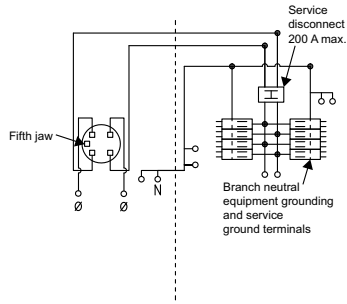 Service
disconnect
200 A max.
Fifth jaw
Ø
Ø
N
Branch neutral
equipment grounding
and service
ground terminals